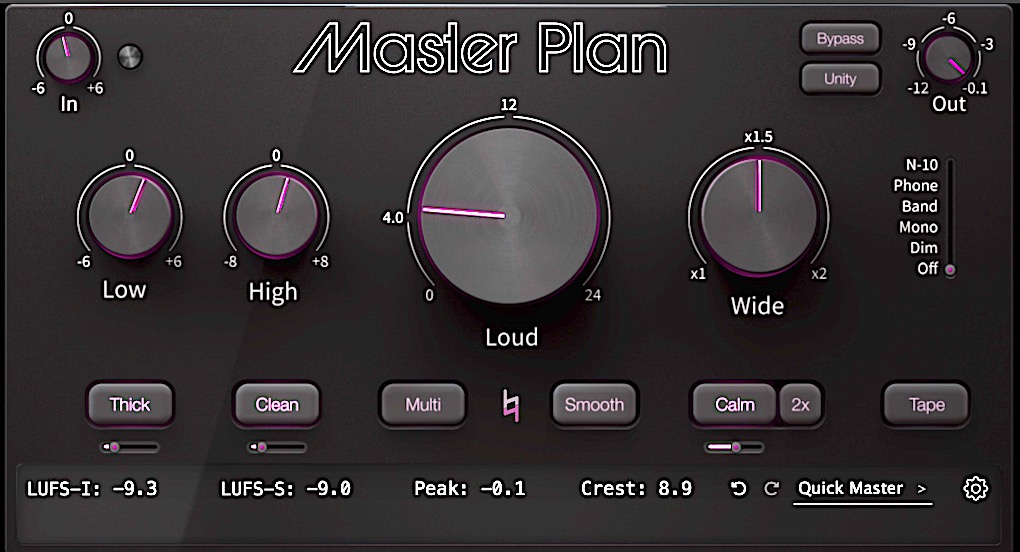 Master Plan
0
-6
+6
In
Bypass
Unity
-6
-9
-3
-12
-0.1
Out
0
-6
+6
Low
0
-8
+8
High
12
4.0
0
24
Loud
x1.5
x1
x2
Wide
N-10
Phone
Band
Mono
Dim
Off
Thick
Clean
Multi
Smooth
Calm
2x
Tape
LUFS-I: -9.3
LUFS-S: -9.0
Peak: -0.1
Crest: 8.9
Quick Master >